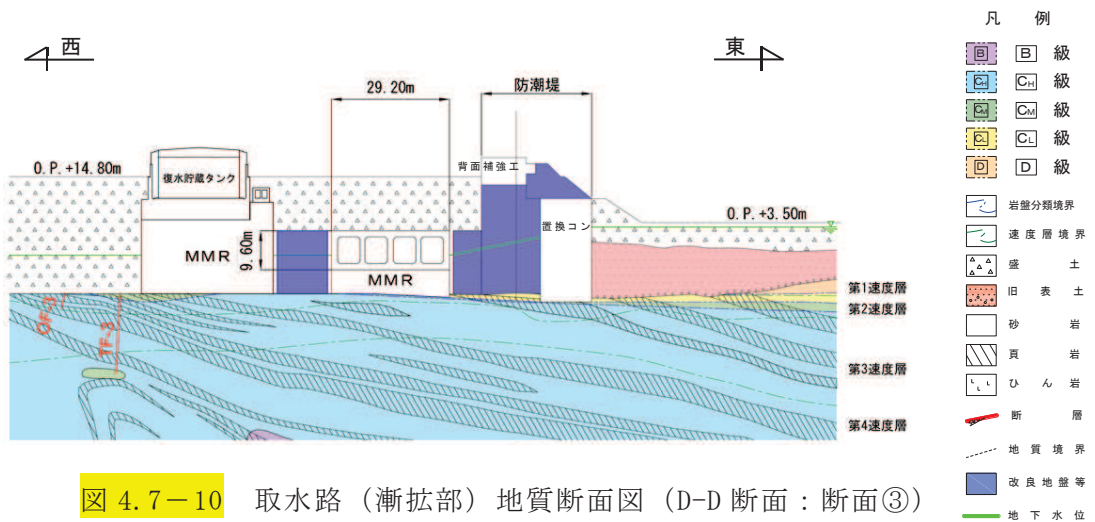 西
東
29.20m
防潮堤
O.P.+14.80m
復水貯蔵タンク
背面補強工
O.P.+3.50m
置換コン
MMR
9.60m
MMR
第1速度層
第2速度層
第3速度層
第4速度層
OF-3
TF-3
凡 例
B B 級
CH CH 級
CM CM 級
CL CL 級
D D 級
岩盤分類境界
速度層境界
盛 土
旧 表 土
砂 岩
頁 岩
ひ ん 岩
断 層
地 質 境 界
改 良 地 盤 等
地 下 水 位
図 4.7-10 取水路(漸拡部)地質断面図(D-D 断面:断面③)